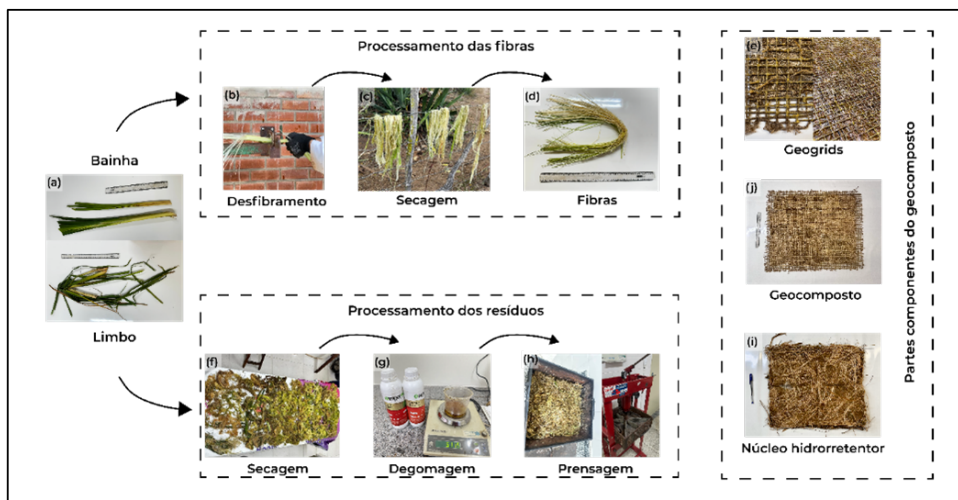 Processamento das fibras
(b)
(c)
(d)
Desfibramento
Secagem
Fibras
Bainha
(a)
Limbo
Processamento dos resíduos
(f)
(g)
(h)
Secagem
Degomagem
Prensagem
(e)
Geogrids
(j)
Geocomposto
(i)
Núcleo hidrorretentor
Partes componentes do geocomposto